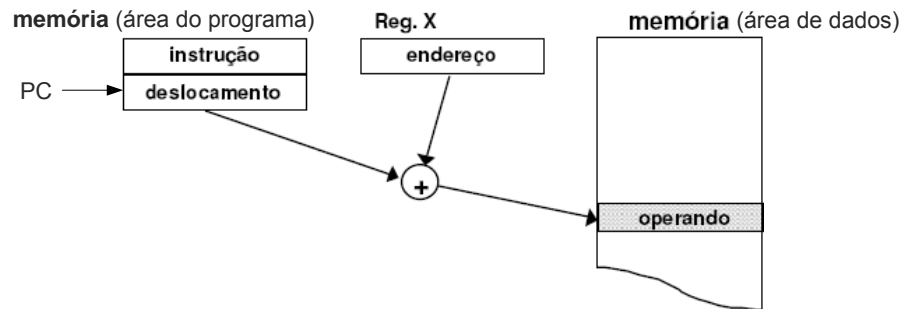 memória (área do programa)
Reg. X
memória (área de dados)
instrução
endereço
PC
deslocamento
+
operando